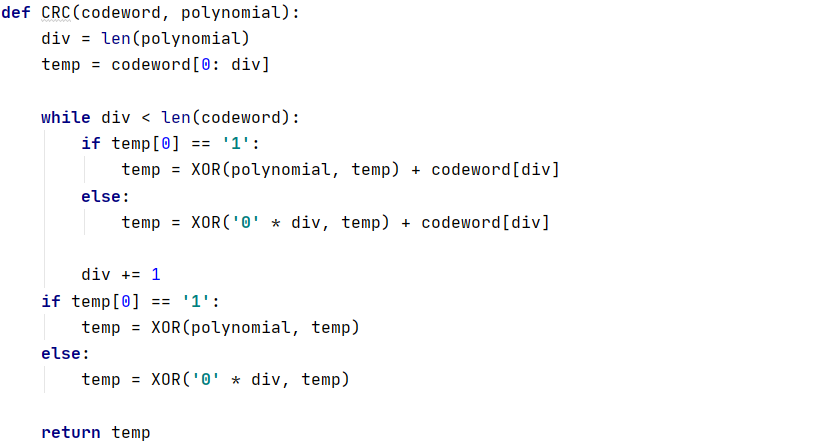 def CRC(codeword, polynomial):
    div = len(polynomial)
    temp = codeword[0: div]

    while div < len(codeword):
        if temp[0] == '1':
            temp = XOR(polynomial, temp) + codeword[div]
        else:
            temp = XOR('0' * div, temp) + codeword[div]

        div += 1
    if temp[0] == '1':
        temp = XOR(polynomial, temp)
    else:
        temp = XOR('0' * div, temp)

    return temp